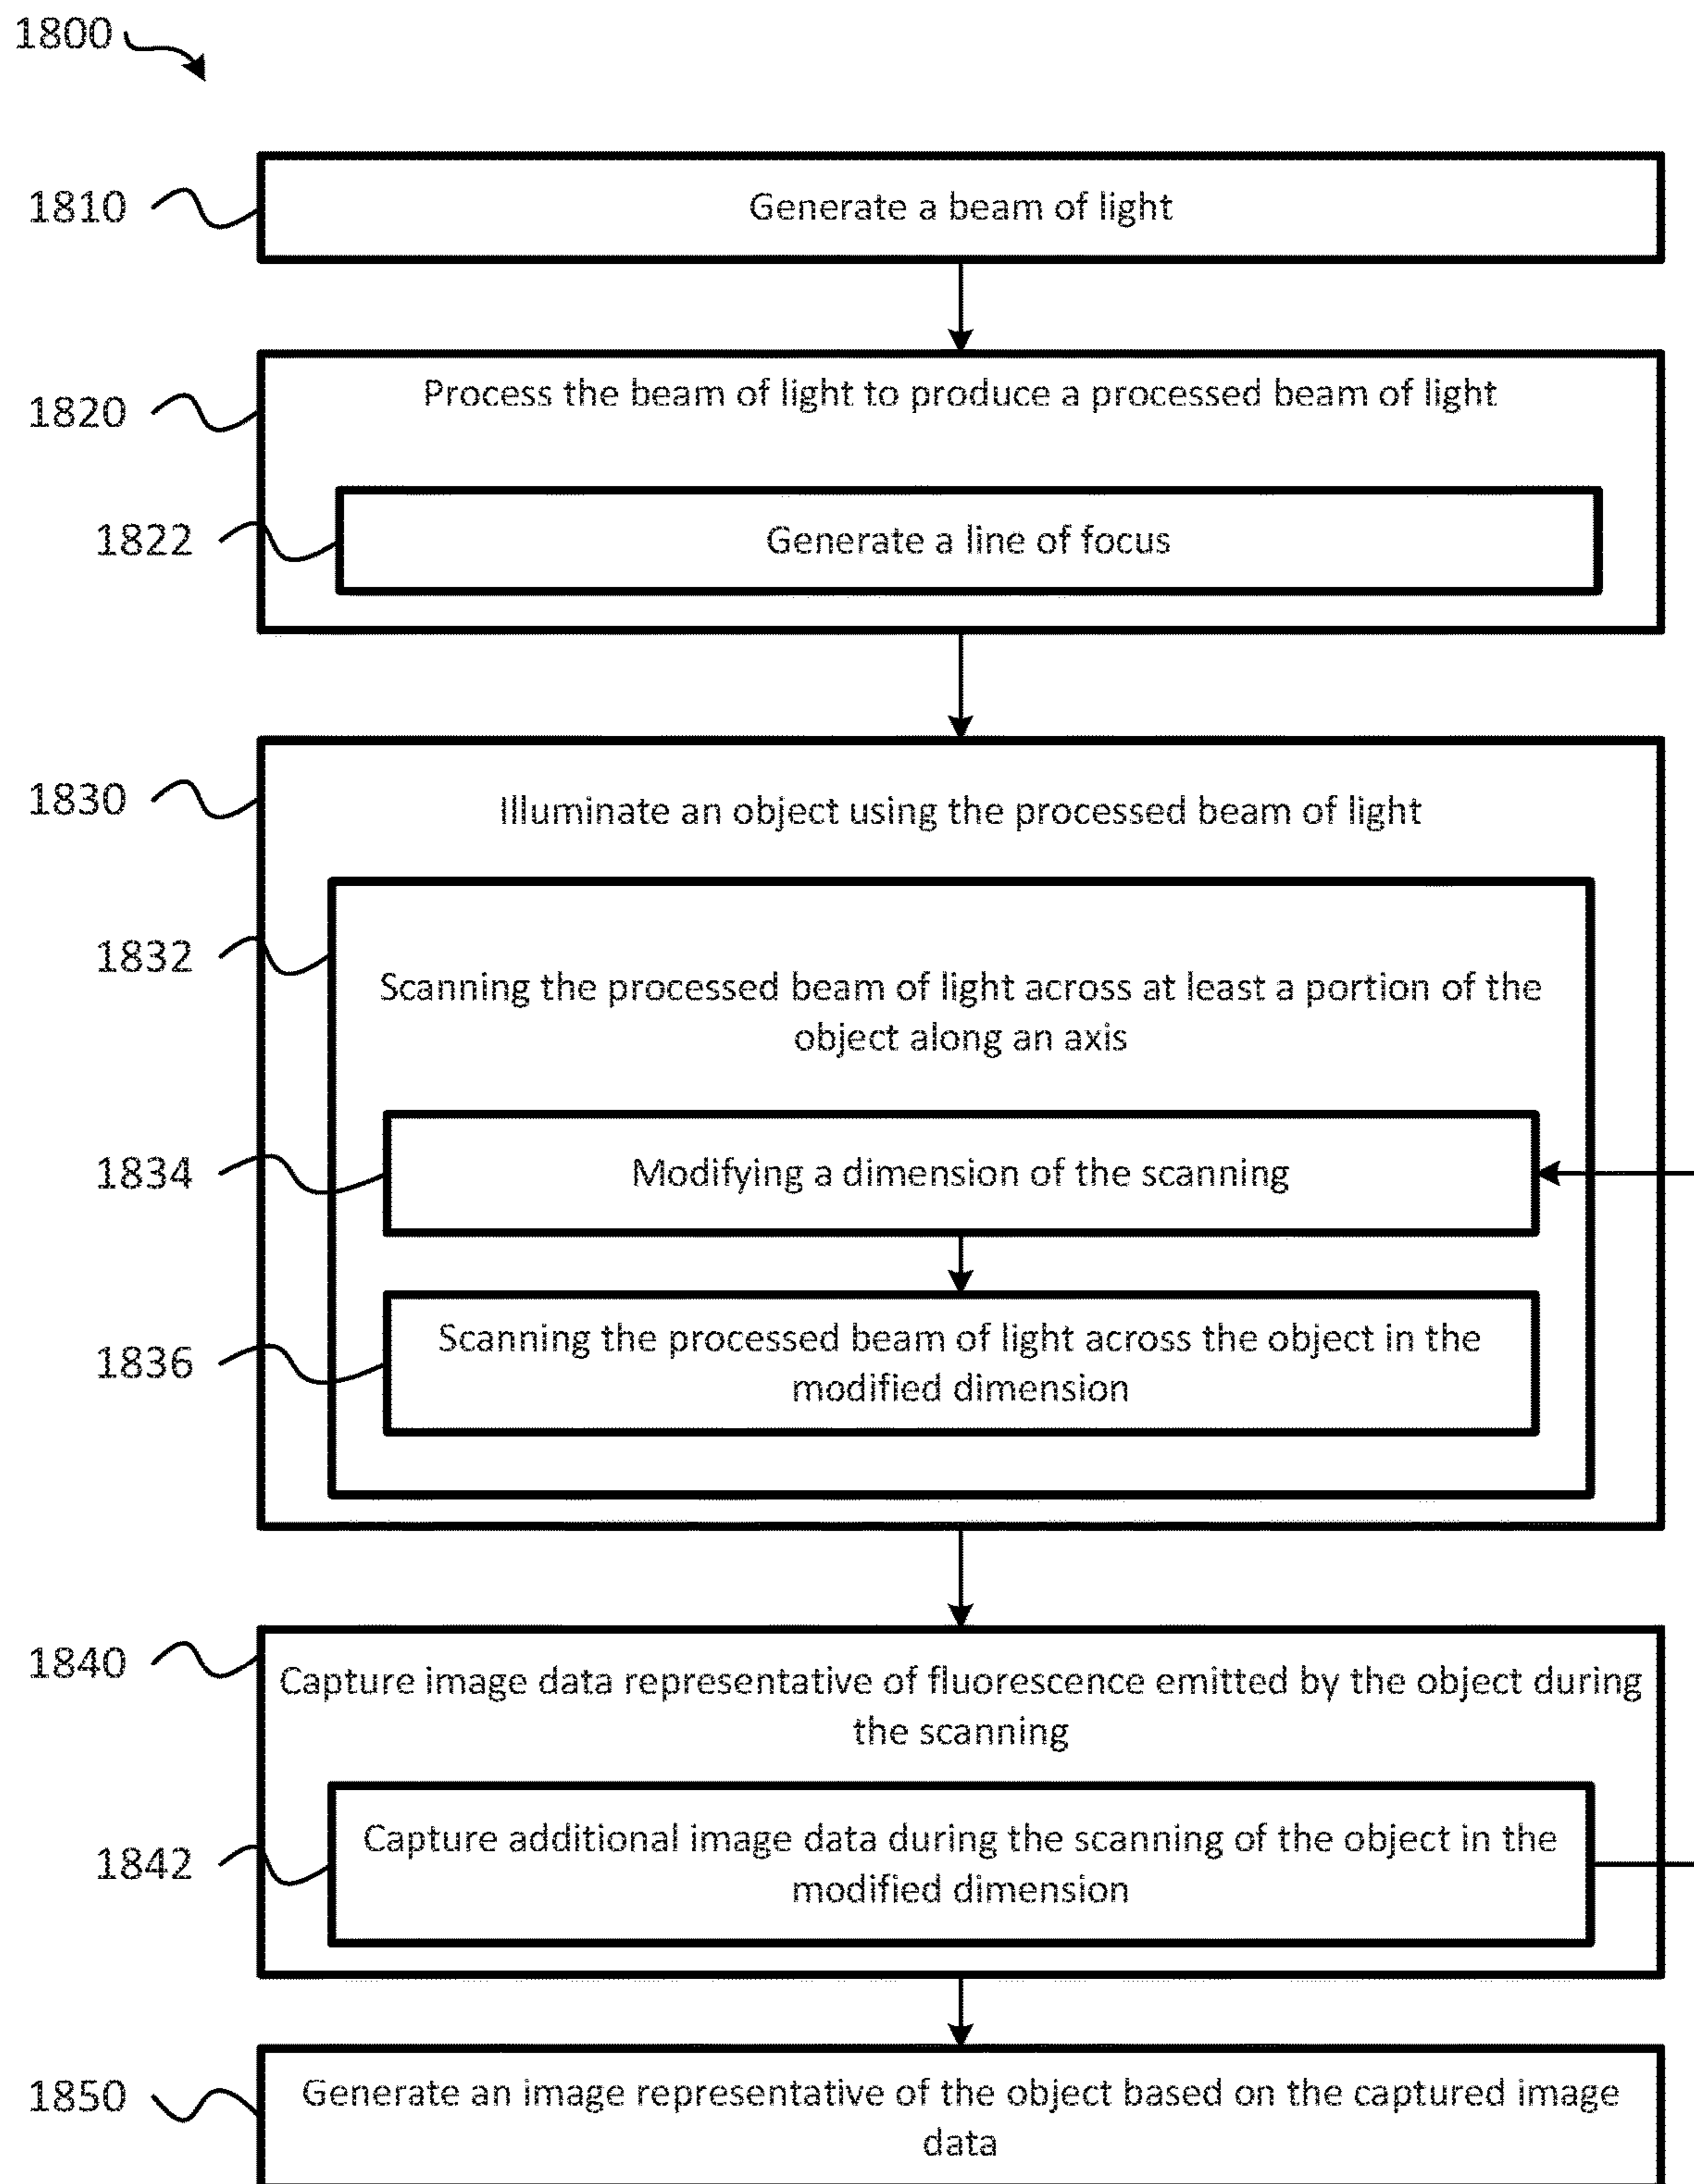 1800
1810
Generate a beam of light
1820
Process the beam of light to produce a processed beam of light
1822
Generate a line of focus
1830
Illuminate an object using the processed beam of light
1832
Scanning the processed beam of light across at least a portion of the
object along an axis
1834
Modifying a dimension of the scanning
1836
Scanning the processed beam of light across the object in the
modified dimension
1840
Capture image data representative of fluorescence emitted by the object during
the scanning
1842
Capture additional image data during the scanning of the object in the
modified dimension
1850
Generate an image representative of the object based on the captured image
data